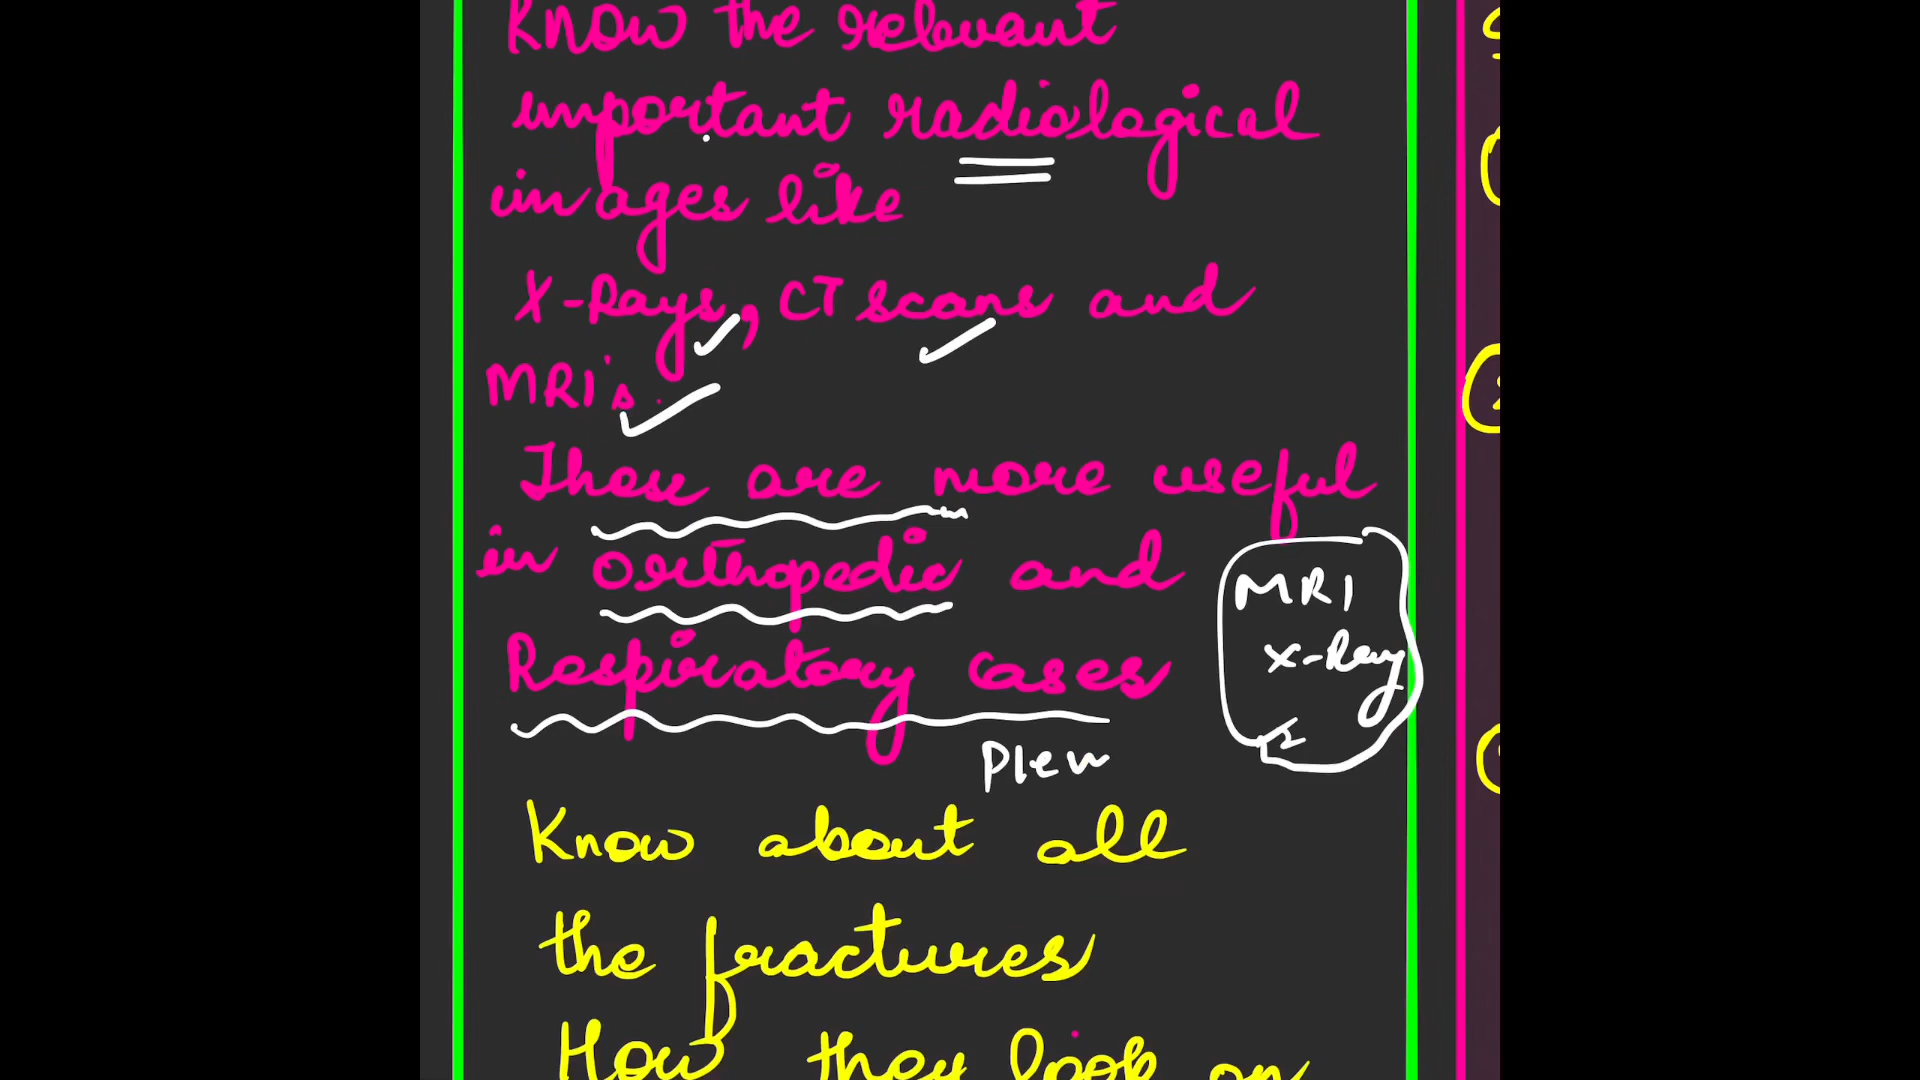 Know the relevant
important radiological
images like
X-Rays, CT scans and
MRI's.
These are more useful
in orthopedic and
MRI
X-Ray
Respiratory cases
Plew
Know about all
the fractures
How they look on